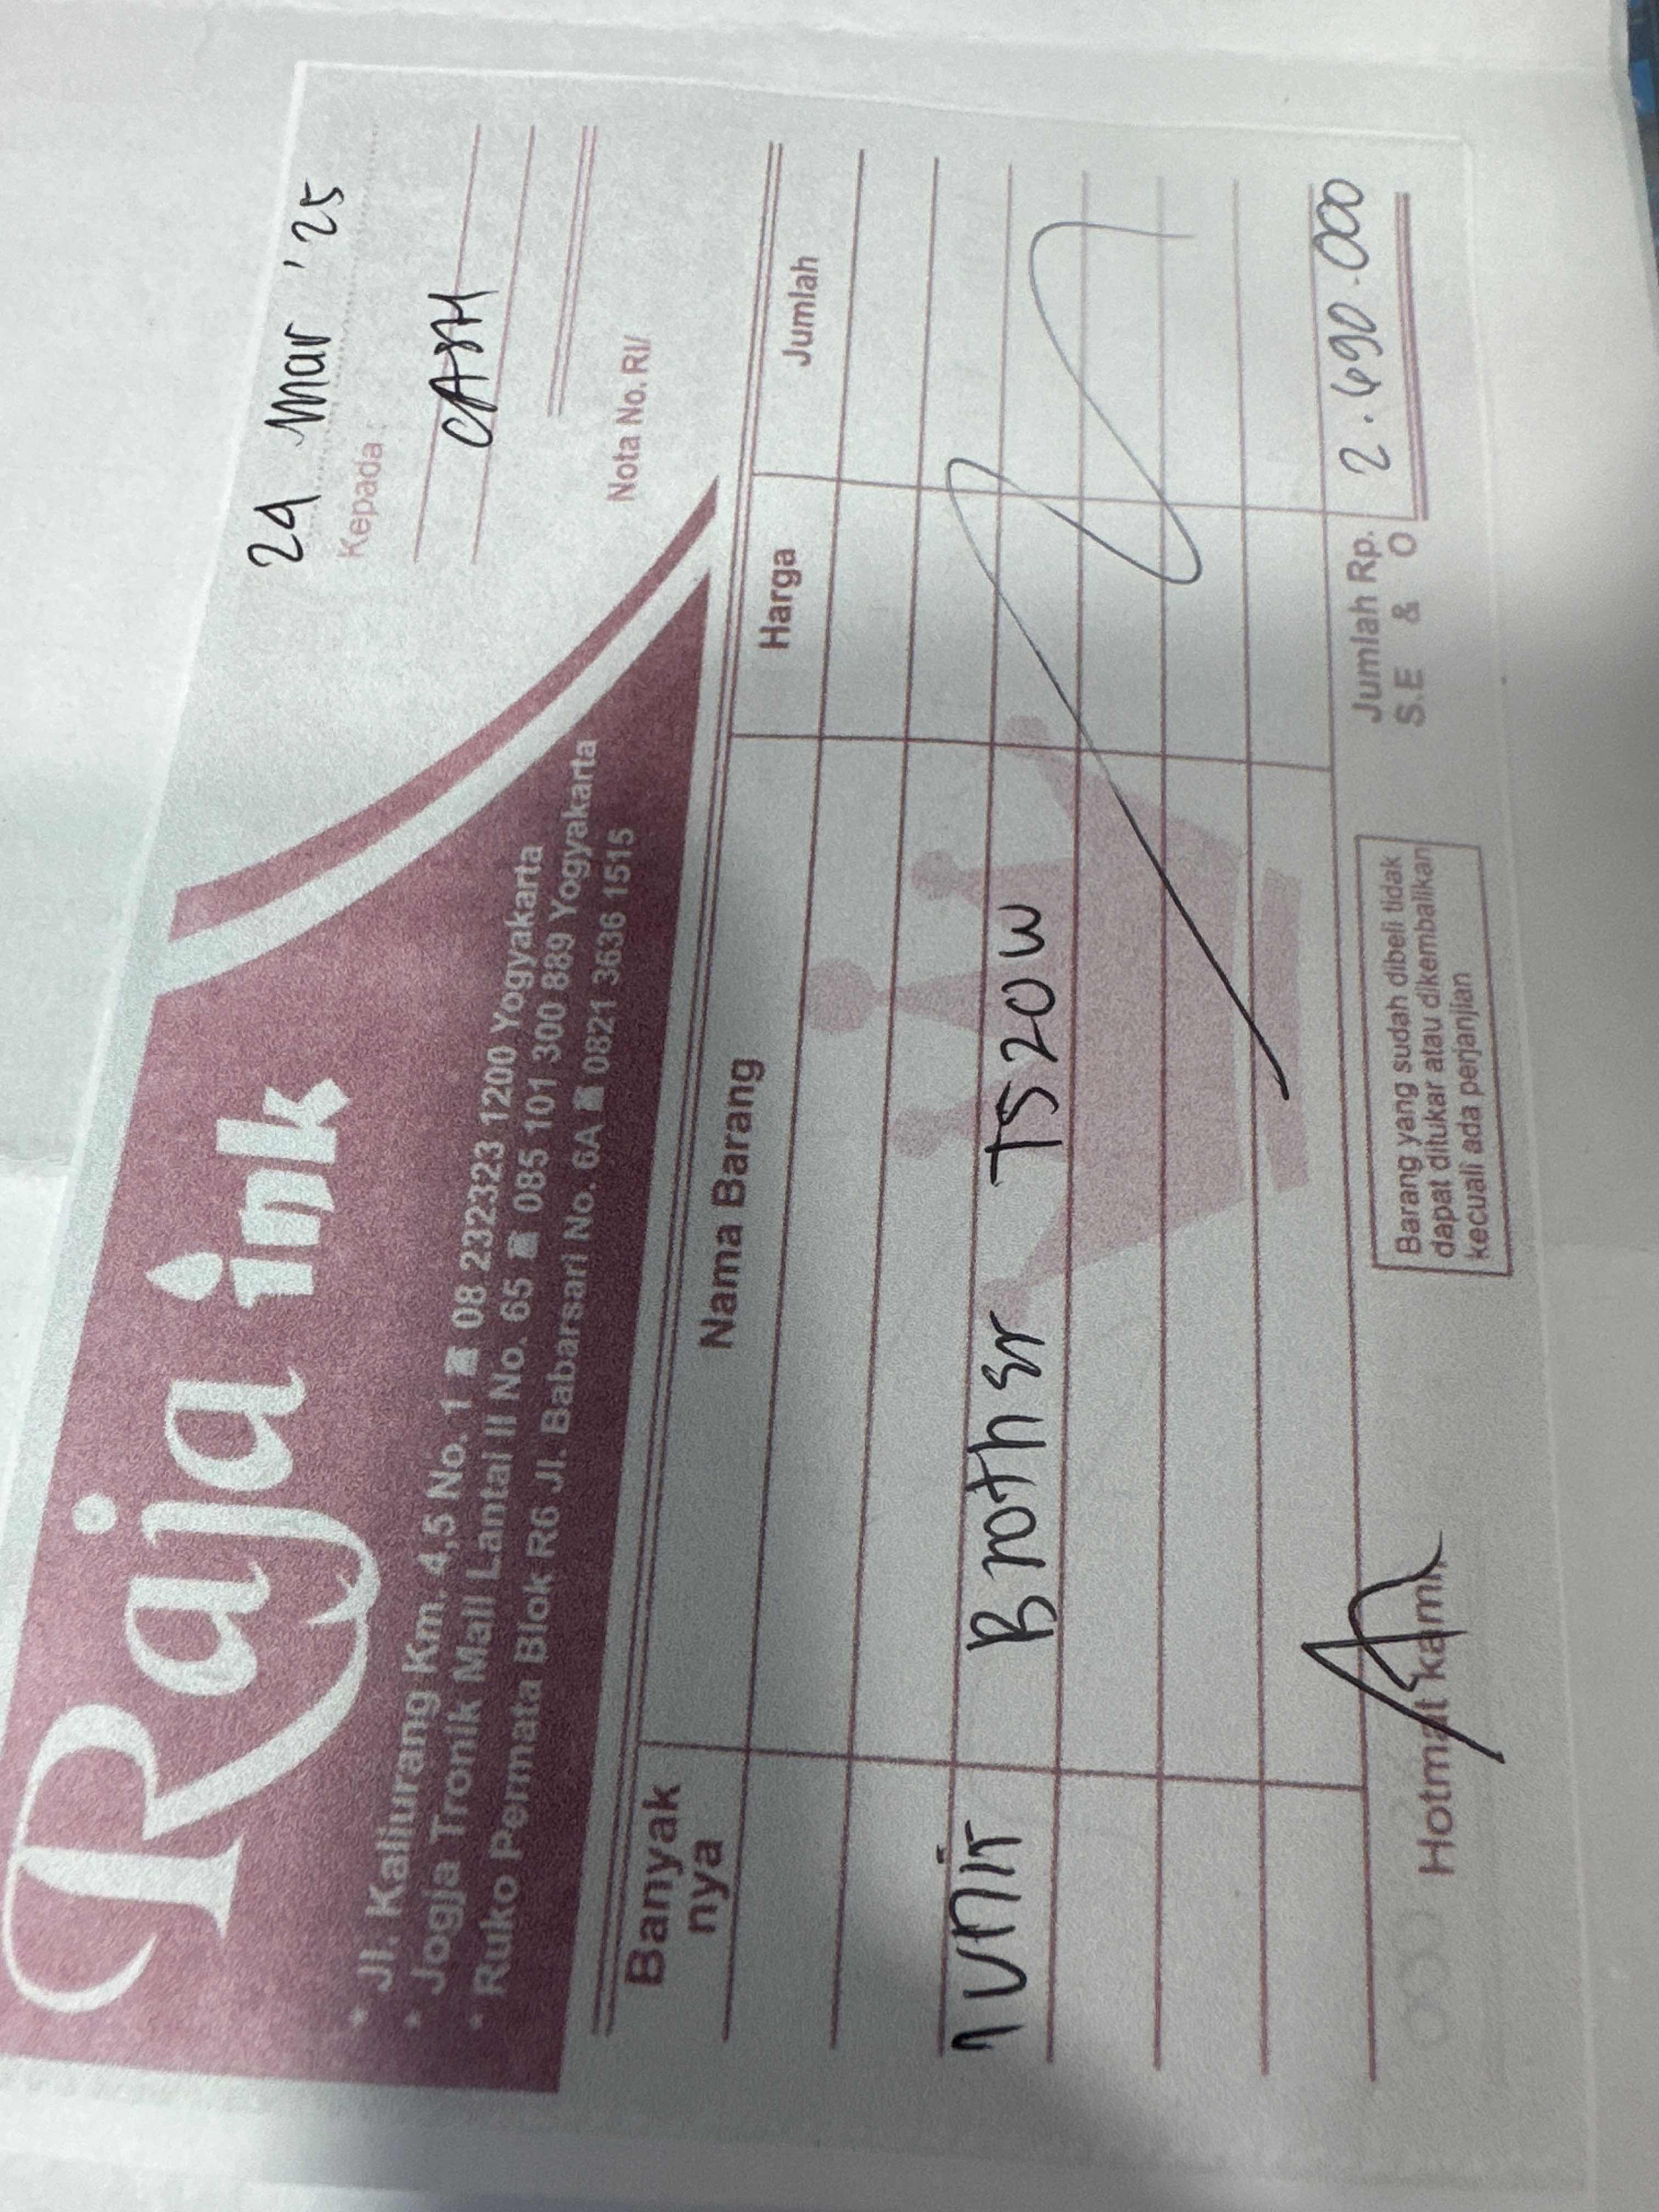 Raja ink
• Jl. Kaliurang Km. 4,5 No. 1 08 232323 1200 Yogyakarta
• Jogja Tronik Mall Lantai II No. 65 085 101 300 889 Yogyakarta
• Ruko Permata Blok R6 Jl. Babarsari No. 6A 0821 3636 1515
29 Mar '25
Kepada :
CASH
Nota No. RI/
Banyak nya Nama Barang Harga Jumlah
1 UNIT Brother T520W
Jumlah Rp. 2.690.000
S.E & O
Hotmat kami,
Barang yang sudah dibeli tidak
dapat ditukar atau dikembalikan
kecuali ada perjanjian